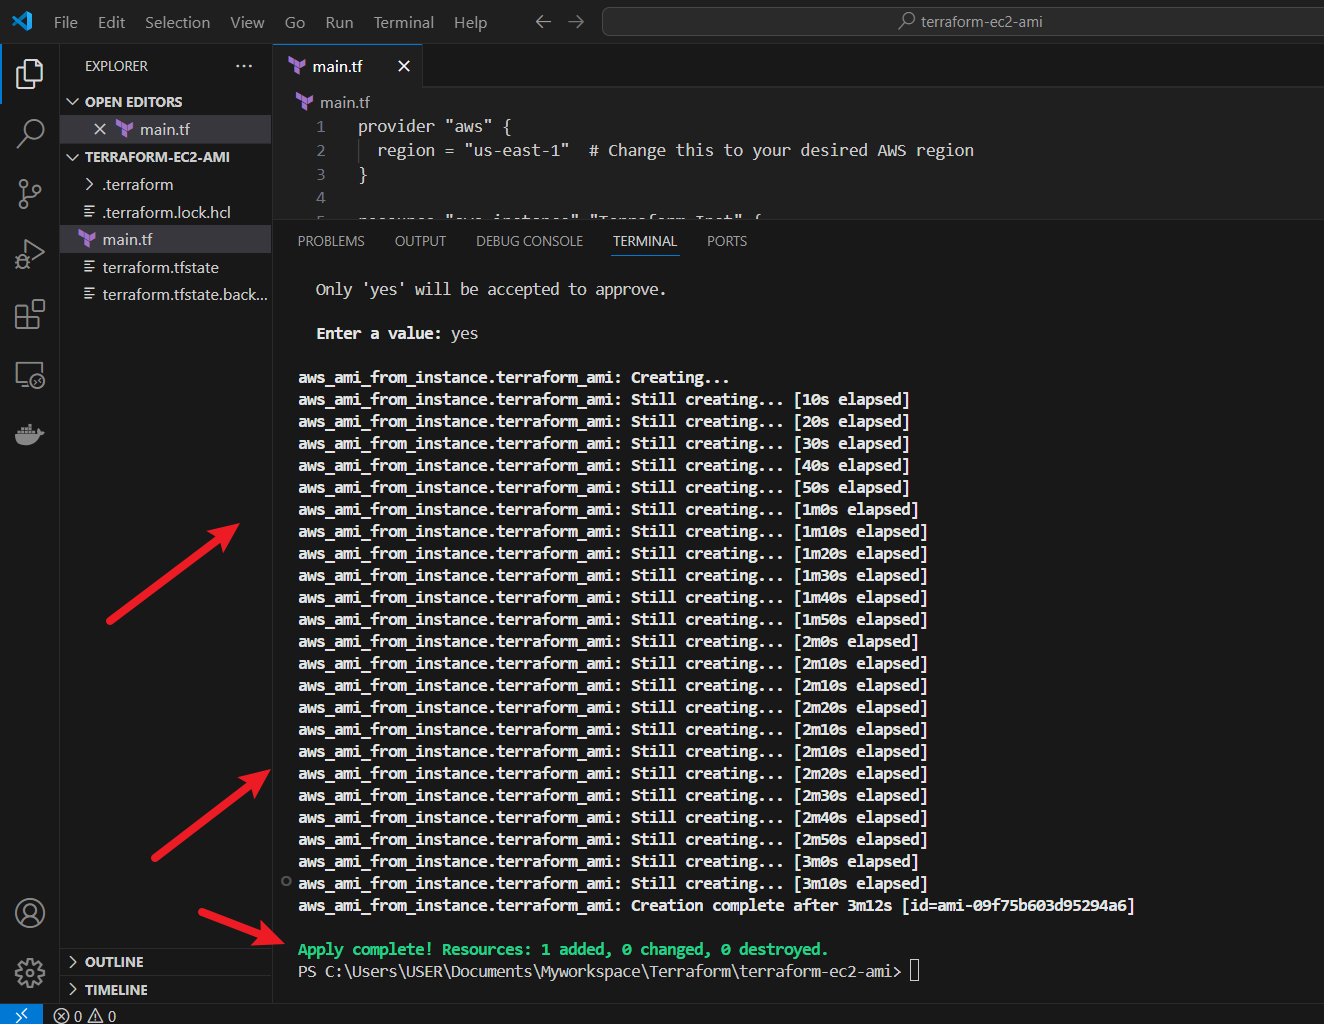 File Edit Selection View Go Run Terminal Help
terraform-ec2-ami
EXPLORER
OPEN EDITORS
main.tf
TERRAFORM-EC2-AMI
.terraform
.terraform.lock.hcl
main.tf
terraform.tfstate
terraform.tfstate.back...
OUTLINE
TIMELINE
main.tf
main.tf
1 provider "aws" {
2 region = "us-east-1" # Change this to your desired AWS region
3 }
4
5 resource "aws_instance" "Terraform_Inst" {
PROBLEMS OUTPUT DEBUG CONSOLE TERMINAL PORTS
Only 'yes' will be accepted to approve.
Enter a value: yes
aws_ami_from_instance.terraform_ami: Creating...
aws_ami_from_instance.terraform_ami: Still creating... [10s elapsed]
aws_ami_from_instance.terraform_ami: Still creating... [20s elapsed]
aws_ami_from_instance.terraform_ami: Still creating... [30s elapsed]
aws_ami_from_instance.terraform_ami: Still creating... [40s elapsed]
aws_ami_from_instance.terraform_ami: Still creating... [50s elapsed]
aws_ami_from_instance.terraform_ami: Still creating... [1m0s elapsed]
aws_ami_from_instance.terraform_ami: Still creating... [1m10s elapsed]
aws_ami_from_instance.terraform_ami: Still creating... [1m20s elapsed]
aws_ami_from_instance.terraform_ami: Still creating... [1m30s elapsed]
aws_ami_from_instance.terraform_ami: Still creating... [1m40s elapsed]
aws_ami_from_instance.terraform_ami: Still creating... [1m50s elapsed]
aws_ami_from_instance.terraform_ami: Still creating... [2m0s elapsed]
aws_ami_from_instance.terraform_ami: Still creating... [2m10s elapsed]
aws_ami_from_instance.terraform_ami: Still creating... [2m10s elapsed]
aws_ami_from_instance.terraform_ami: Still creating... [2m20s elapsed]
aws_ami_from_instance.terraform_ami: Still creating... [2m10s elapsed]
aws_ami_from_instance.terraform_ami: Still creating... [2m10s elapsed]
aws_ami_from_instance.terraform_ami: Still creating... [2m20s elapsed]
aws_ami_from_instance.terraform_ami: Still creating... [2m30s elapsed]
aws_ami_from_instance.terraform_ami: Still creating... [2m40s elapsed]
aws_ami_from_instance.terraform_ami: Still creating... [2m50s elapsed]
aws_ami_from_instance.terraform_ami: Still creating... [3m0s elapsed]
aws_ami_from_instance.terraform_ami: Still creating... [3m10s elapsed]
aws_ami_from_instance.terraform_ami: Creation complete after 3m12s [id=ami-09f75b603d95294a6]
Apply complete! Resources: 1 added, 0 changed, 0 destroyed.
PS C:\Users\USER\Documents\Myworkspace\Terraform\terraform-ec2-ami>
0 0